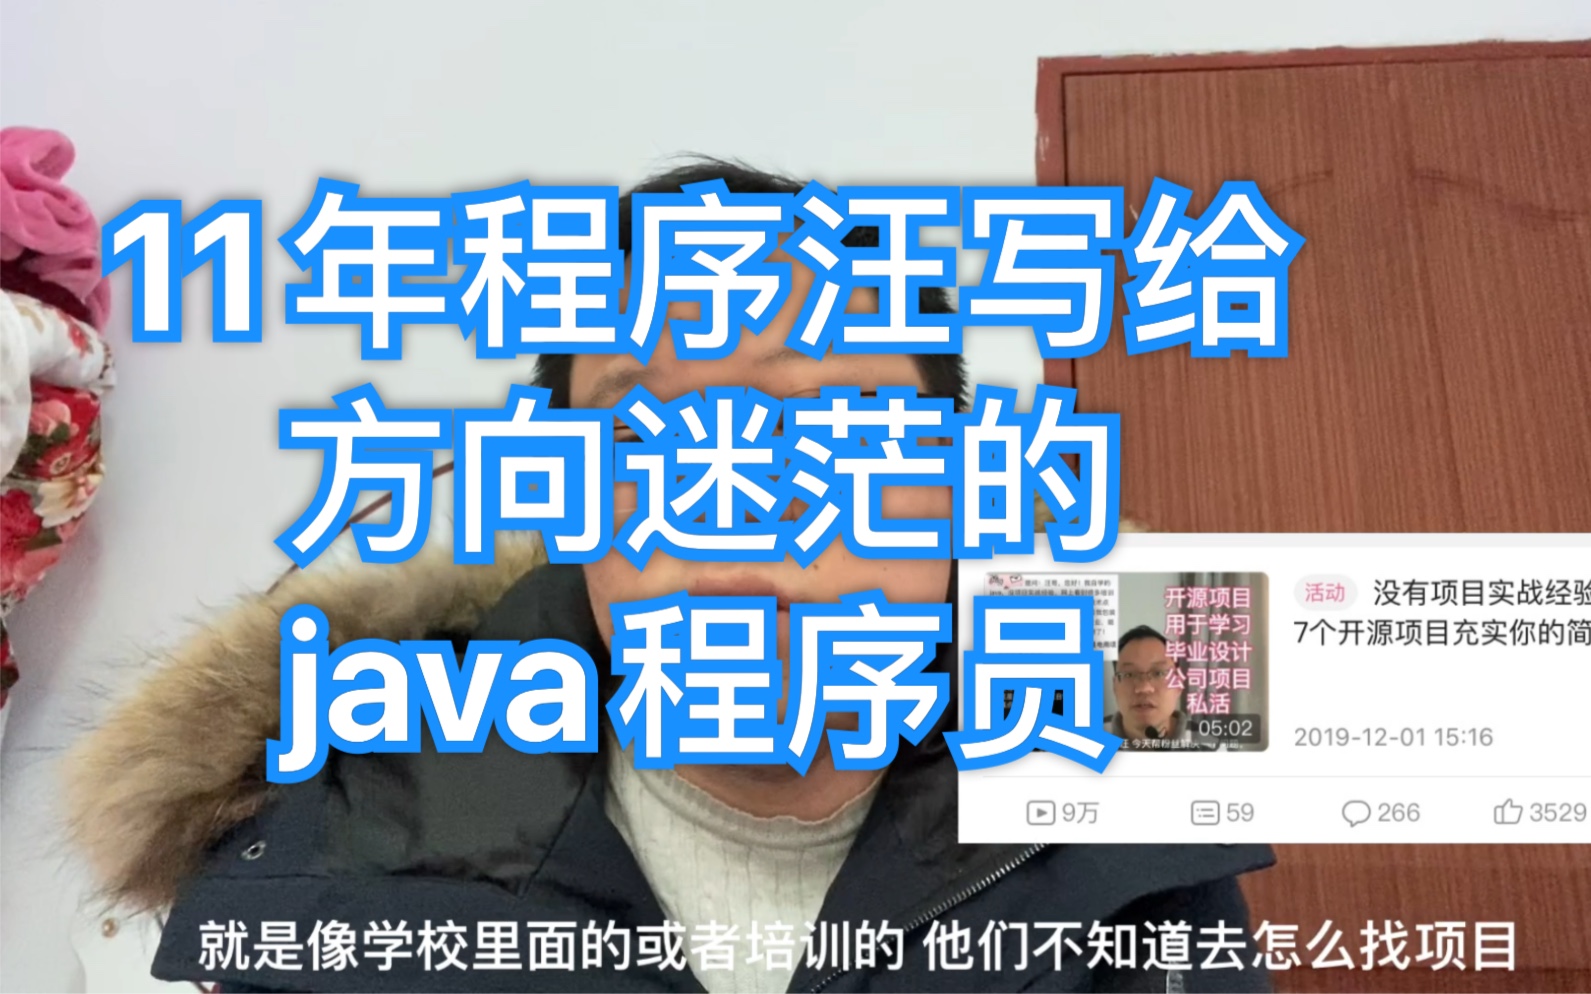 11年程序汪写给
方向迷茫的
java程序员
开源项目
用于学习
毕业设计
公司项目
私活
05:02
活动 没有项目实战经验
7个开源项目充实你的简
2019-12-01 15:16
9万 59 266 3529
就是像学校里面的或者培训的 他们不知道去怎么找项目